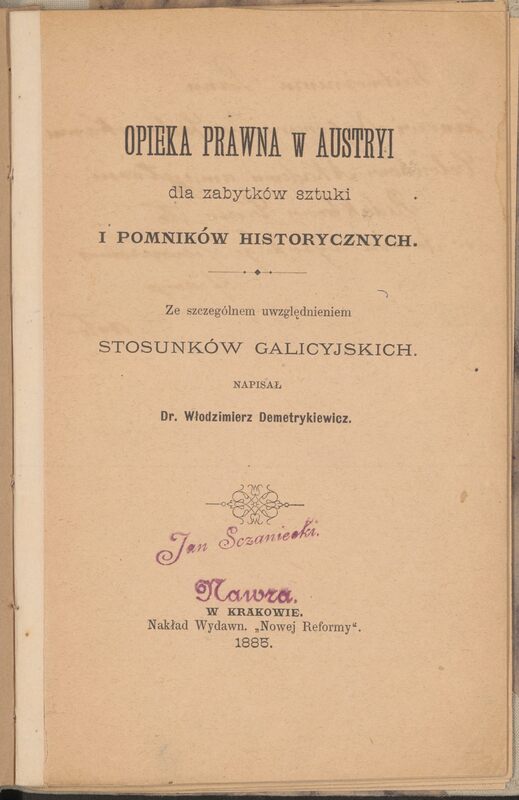 OPIEKA PRAWNA W AUSTRYI
dla zabytków sztuki
I POMNIKÓW HISTORYCZNYCH.
Ze szczególnem uwzględnieniem
STOSUNKÓW GALICYJSKICH.
NAPISAŁ
Dr. Włodzimierz Demetrykiewicz.
Jan Sczaniecki.
Nawra.
W KRAKOWIE.
Nakład Wydawn. „Nowej Reformy“.
1885.